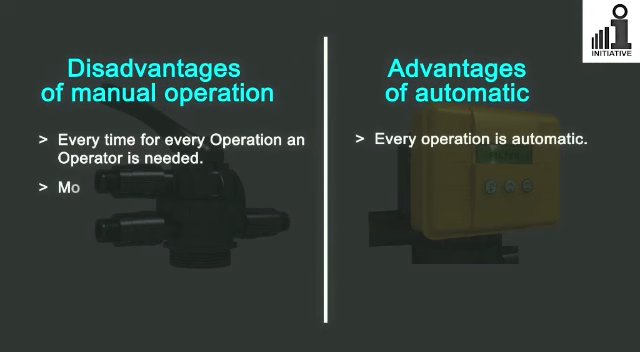 Disadvantages
of manual operation
> Every time for every Operation an
Operator is needed.
> Mo
Advantages
of automatic
> Every operation is automatic.
INITIATIVE